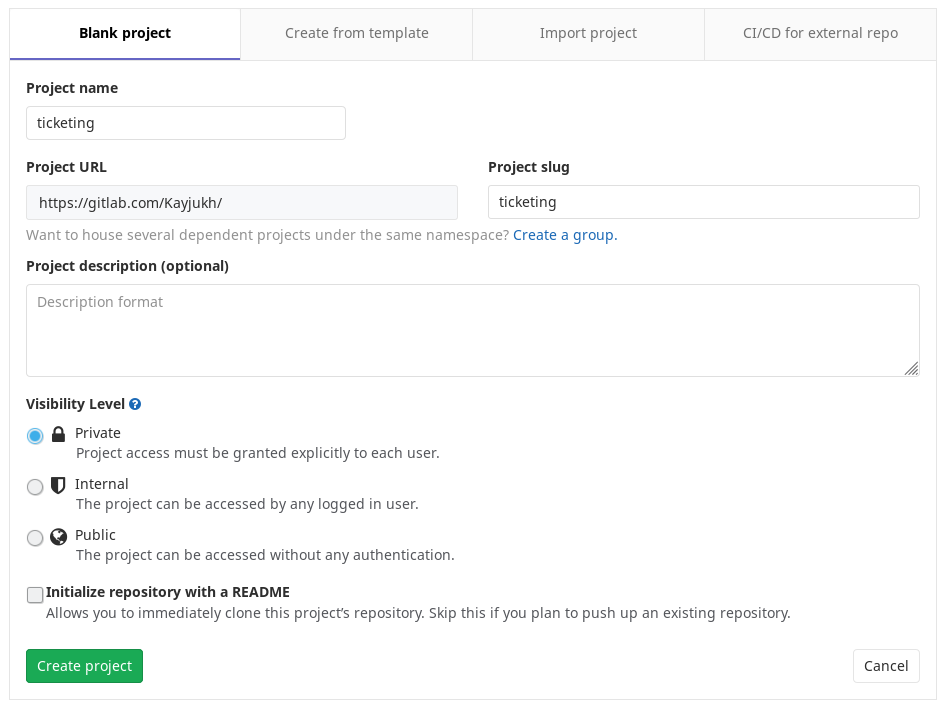 Blank project
Create from template
Import project
CI/CD for external repo
Project name
ticketing
Project URL
Project slug
https://gitlab.com/Kayjukh/
ticketing
Want to house several dependent projects under the same namespace? Create a group.
Project description (optional)
Description format
Visibility Level
Private
Project access must be granted explicitly to each user.
Internal
The project can be accessed by any logged in user.
Public
The project can be accessed without any authentication.
Initialize repository with a README
Allows you to immediately clone this project’s repository. Skip this if you plan to push up an existing repository.
Create project
Cancel